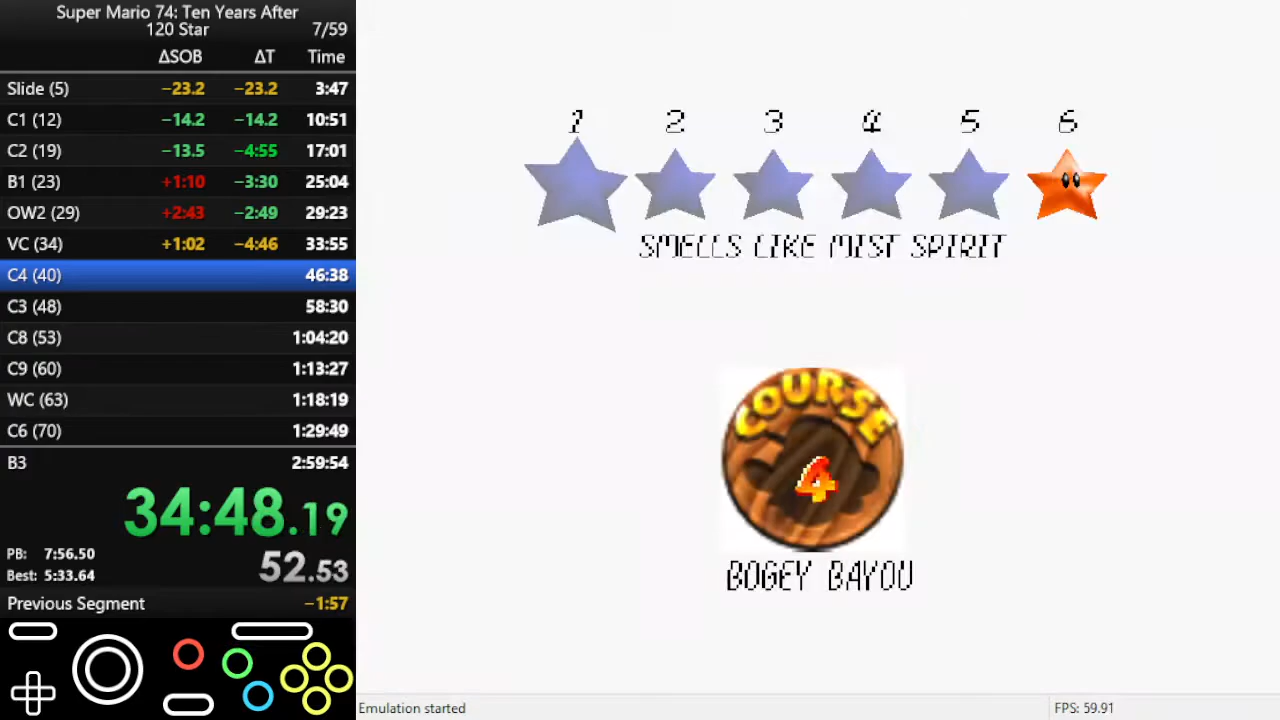 Super Mario 74: Ten Years After
120 Star 7/59
ΔSOB ΔT Time
Slide (5) −23.2 −23.2 3:47
C1 (12) −14.2 −14.2 10:51
C2 (19) −13.5 −4:55 17:01
B1 (23) +1:10 −3:30 25:04
OW2 (29) +2:43 −2:49 29:23
VC (34) +1:02 −4:46 33:55
C4 (40) 46:38
C3 (48) 58:30
C8 (53) 1:04:20
C9 (60) 1:13:27
WC (63) 1:18:19
C6 (70) 1:29:49
B3 2:59:54
34:48.19
PB: 7:56.50
Best: 5:33.64
52.53
Previous Segment −1:57
1 2 3 4 5 6
SMELLS LIKE MIST SPIRIT
COURSE
4
BOGEY BAYOU
Emulation started FPS: 59.91